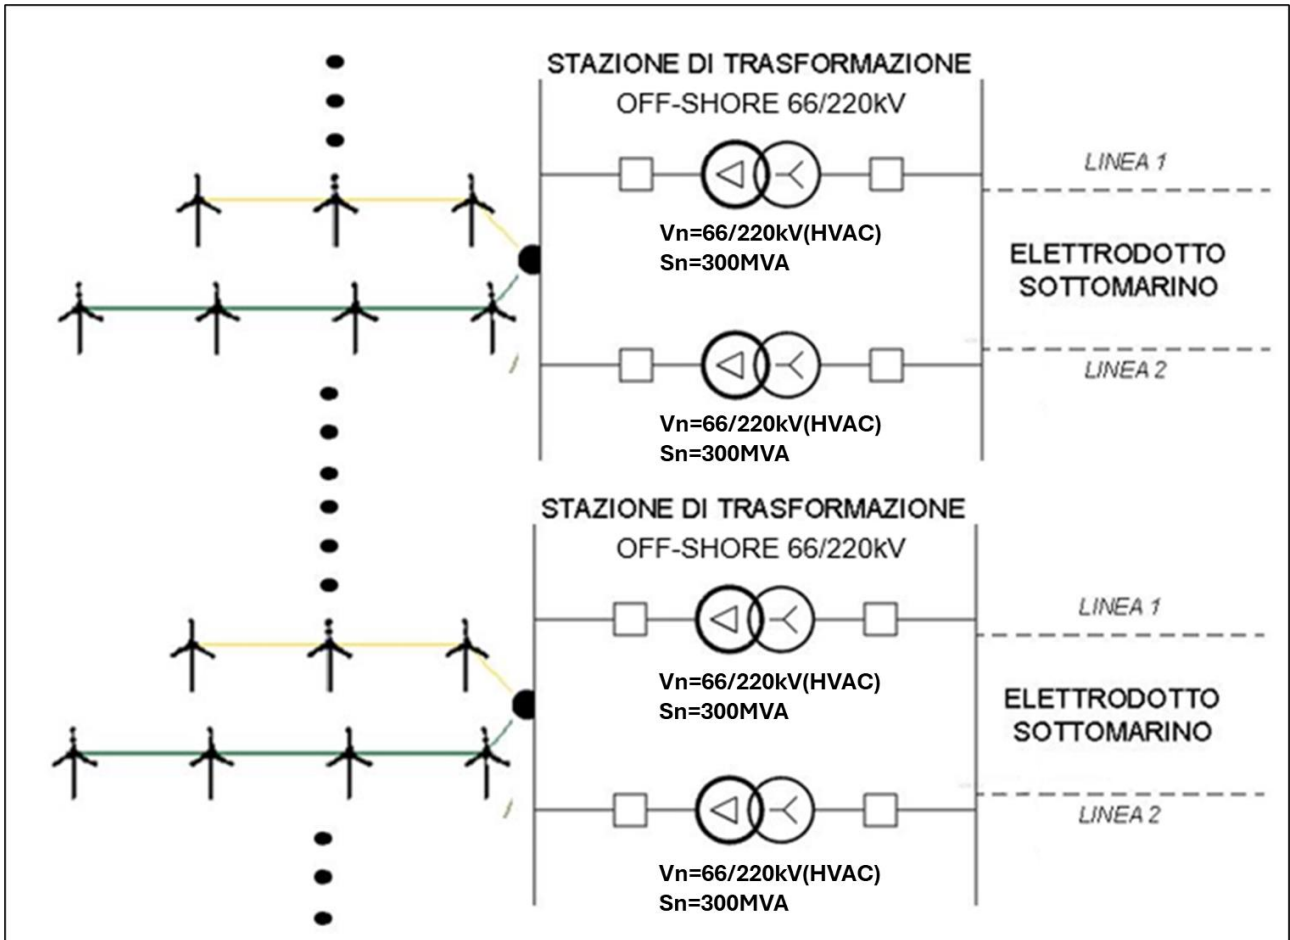 STAZIONE DI TRASFORMAZIONE
OFF-SHORE 66/220kV
LINEA 1
Vn=66/220kV(HVAC)
Sn=300MVA
ELETTRODOTTO
SOTTOMARINO
LINEA 2
Vn=66/220kV(HVAC)
Sn=300MVA
STAZIONE DI TRASFORMAZIONE
OFF-SHORE 66/220kV
LINEA 1
Vn=66/220kV(HVAC)
Sn=300MVA
ELETTRODOTTO
SOTTOMARINO
LINEA 2
Vn=66/220kV(HVAC)
Sn=300MVA